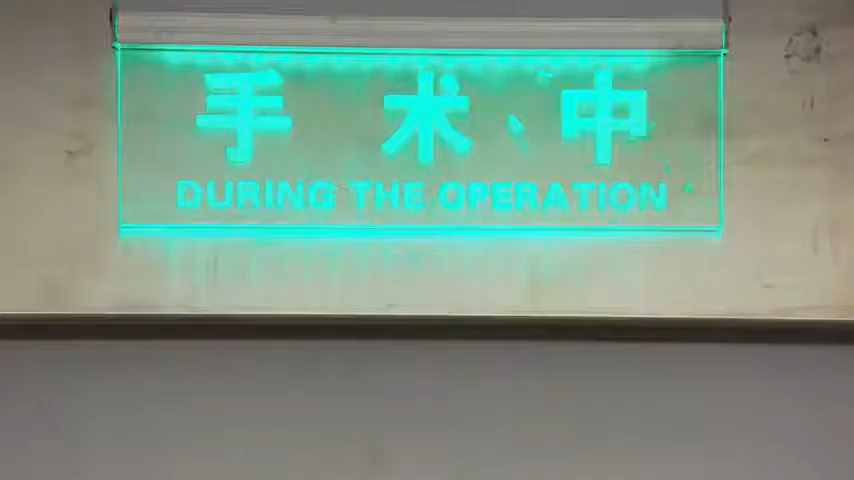 手术中
DURING THE OPERATION